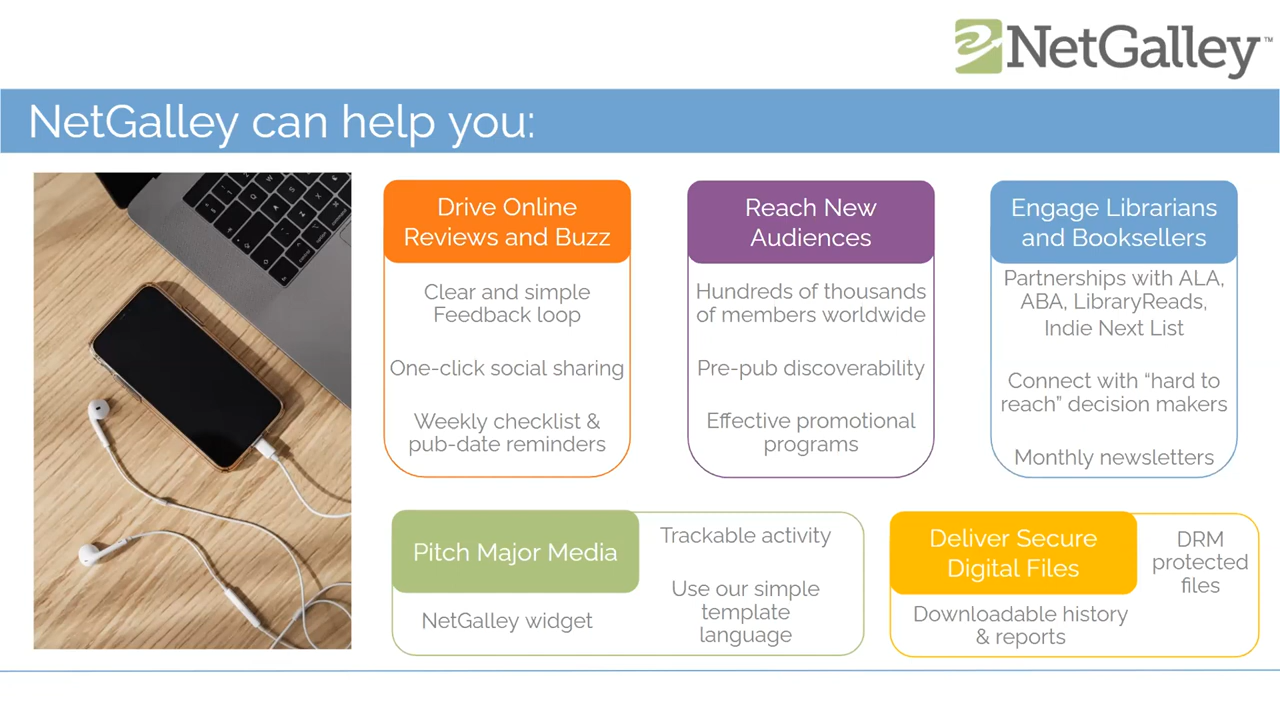 NetGalley™
NetGalley can help you:
Drive Online
Reviews and Buzz
Clear and simple
Feedback loop
One-click social sharing
Weekly checklist &
pub-date reminders
Reach New
Audiences
Hundreds of thousands
of members worldwide
Pre-pub discoverability
Effective promotional
programs
Engage Librarians
and Booksellers
Partnerships with ALA,
ABA, LibraryReads,
Indie Next List
Connect with “hard to
reach” decision makers
Monthly newsletters
Pitch Major Media
NetGalley widget
Trackable activity
Use our simple
template
language
Deliver Secure
Digital Files
Downloadable history
& reports
DRM
protected
files